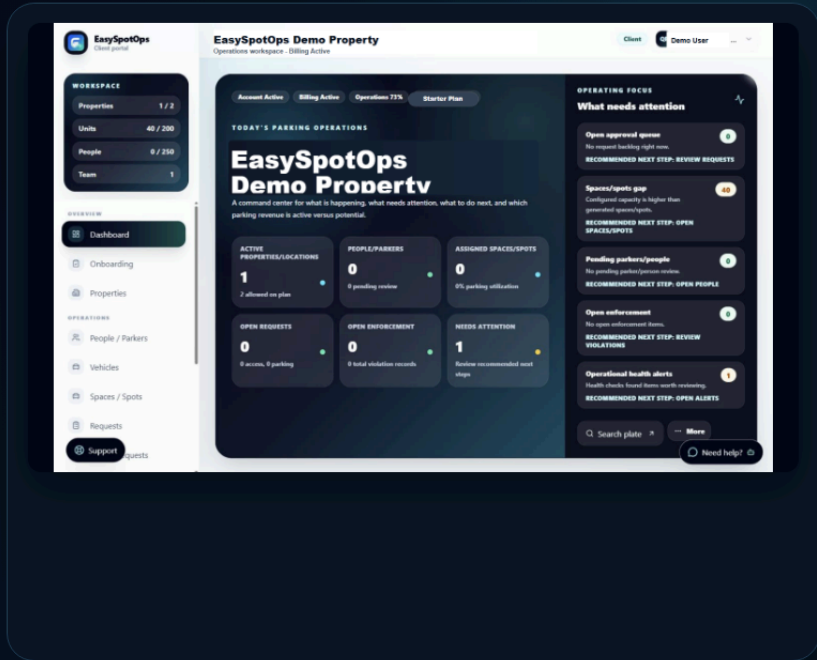 EasySpotOps
Client portal
WORKSPACE
Properties 1 / 2
Units 40 / 200
People 0 / 250
Team 1
OVERVIEW
Dashboard
Onboarding
Properties
OPERATIONS
People / Parkers
Vehicles
Spaces / Spots
Requests
quests
Support
EasySpotOps Demo Property
Operations workspace - Billing Active
Client
Demo User ...
Account Active
Billing Active
Operations 73%
Starter Plan
TODAY'S PARKING OPERATIONS
EasySpotOps
Demo Property
A command center for what is happening, what needs attention, what to do next, and which
parking revenue is active versus potential.
ACTIVE
PROPERTIES/LOCATIONS
1
2 allowed on plan
PEOPLE/PARKERS
0
0 pending review
ASSIGNED SPACES/SPOTS
0
0% parking utilization
OPEN REQUESTS
0
0 access, 0 parking
OPEN ENFORCEMENT
0
0 total violation records
NEEDS ATTENTION
1
Review recommended next
steps
OPERATING FOCUS
What needs attention
Open approval queue 0
No request backlog right now.
RECOMMENDED NEXT STEP: REVIEW REQUESTS
Spaces/spots gap 40
Configured capacity is higher than
generated spaces/spots.
RECOMMENDED NEXT STEP: OPEN
SPACES/SPOTS
Pending parkers/people 0
No pending parker/person review.
RECOMMENDED NEXT STEP: OPEN PEOPLE
Open enforcement 0
No open enforcement items.
RECOMMENDED NEXT STEP: REVIEW
VIOLATIONS
Operational health alerts 1
Health checks found items worth reviewing.
RECOMMENDED NEXT STEP: OPEN ALERTS
Search plate
... More
Need help?